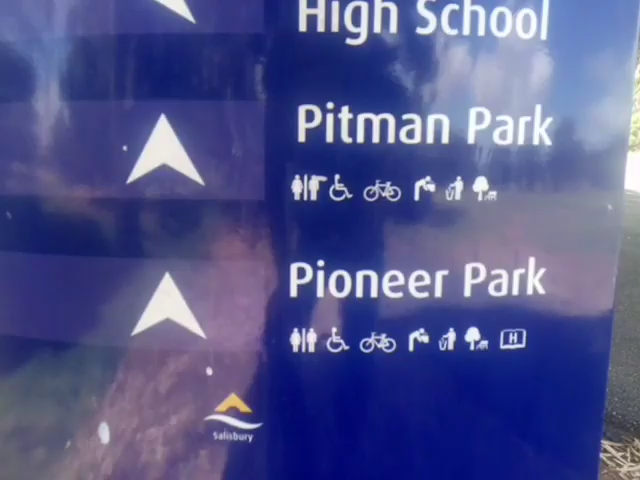 High School
Pitman Park
Pioneer Park
H
Salisbury